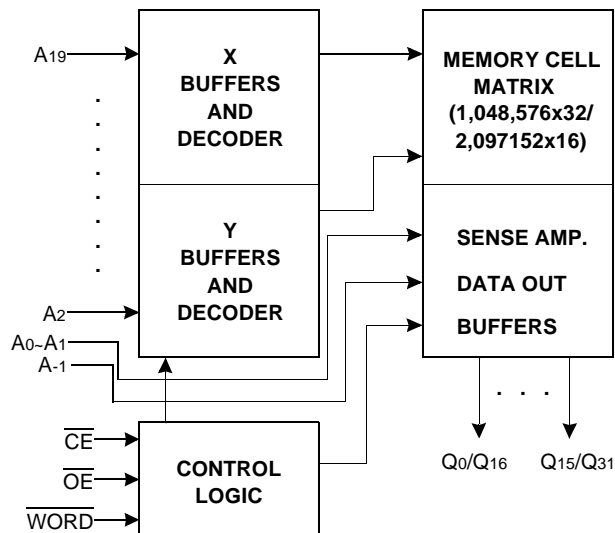 A19
X
BUFFERS
AND
DECODER
MEMORY CELL
MATRIX
(1,048,576x32/
2,097152x16)
Y
BUFFERS
AND
DECODER
SENSE AMP.
DATA OUT
BUFFERS
A2
A0~A1
A-1
CE
OE
WORD
CONTROL
LOGIC
. . .
Q0/Q16
Q15/Q31